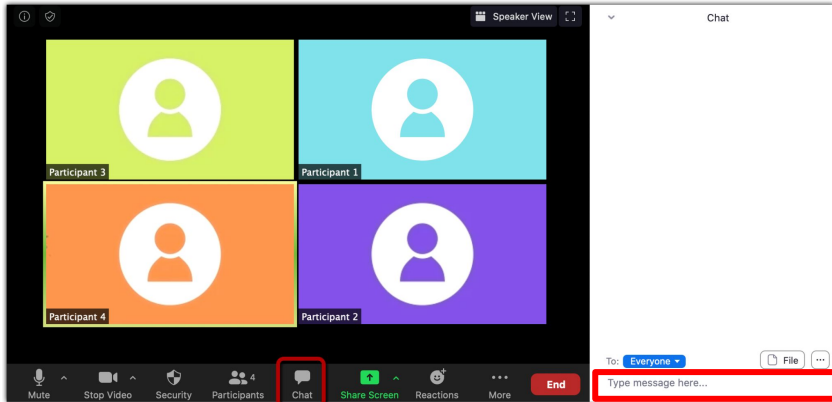 Speaker View
Chat
Participant 3
Participant 1
Participant 4
Participant 2
To: Everyone
File
Type message here...
4
Mute
Stop Video
Security
Participants
Chat
Share Screen
Reactions
More
End